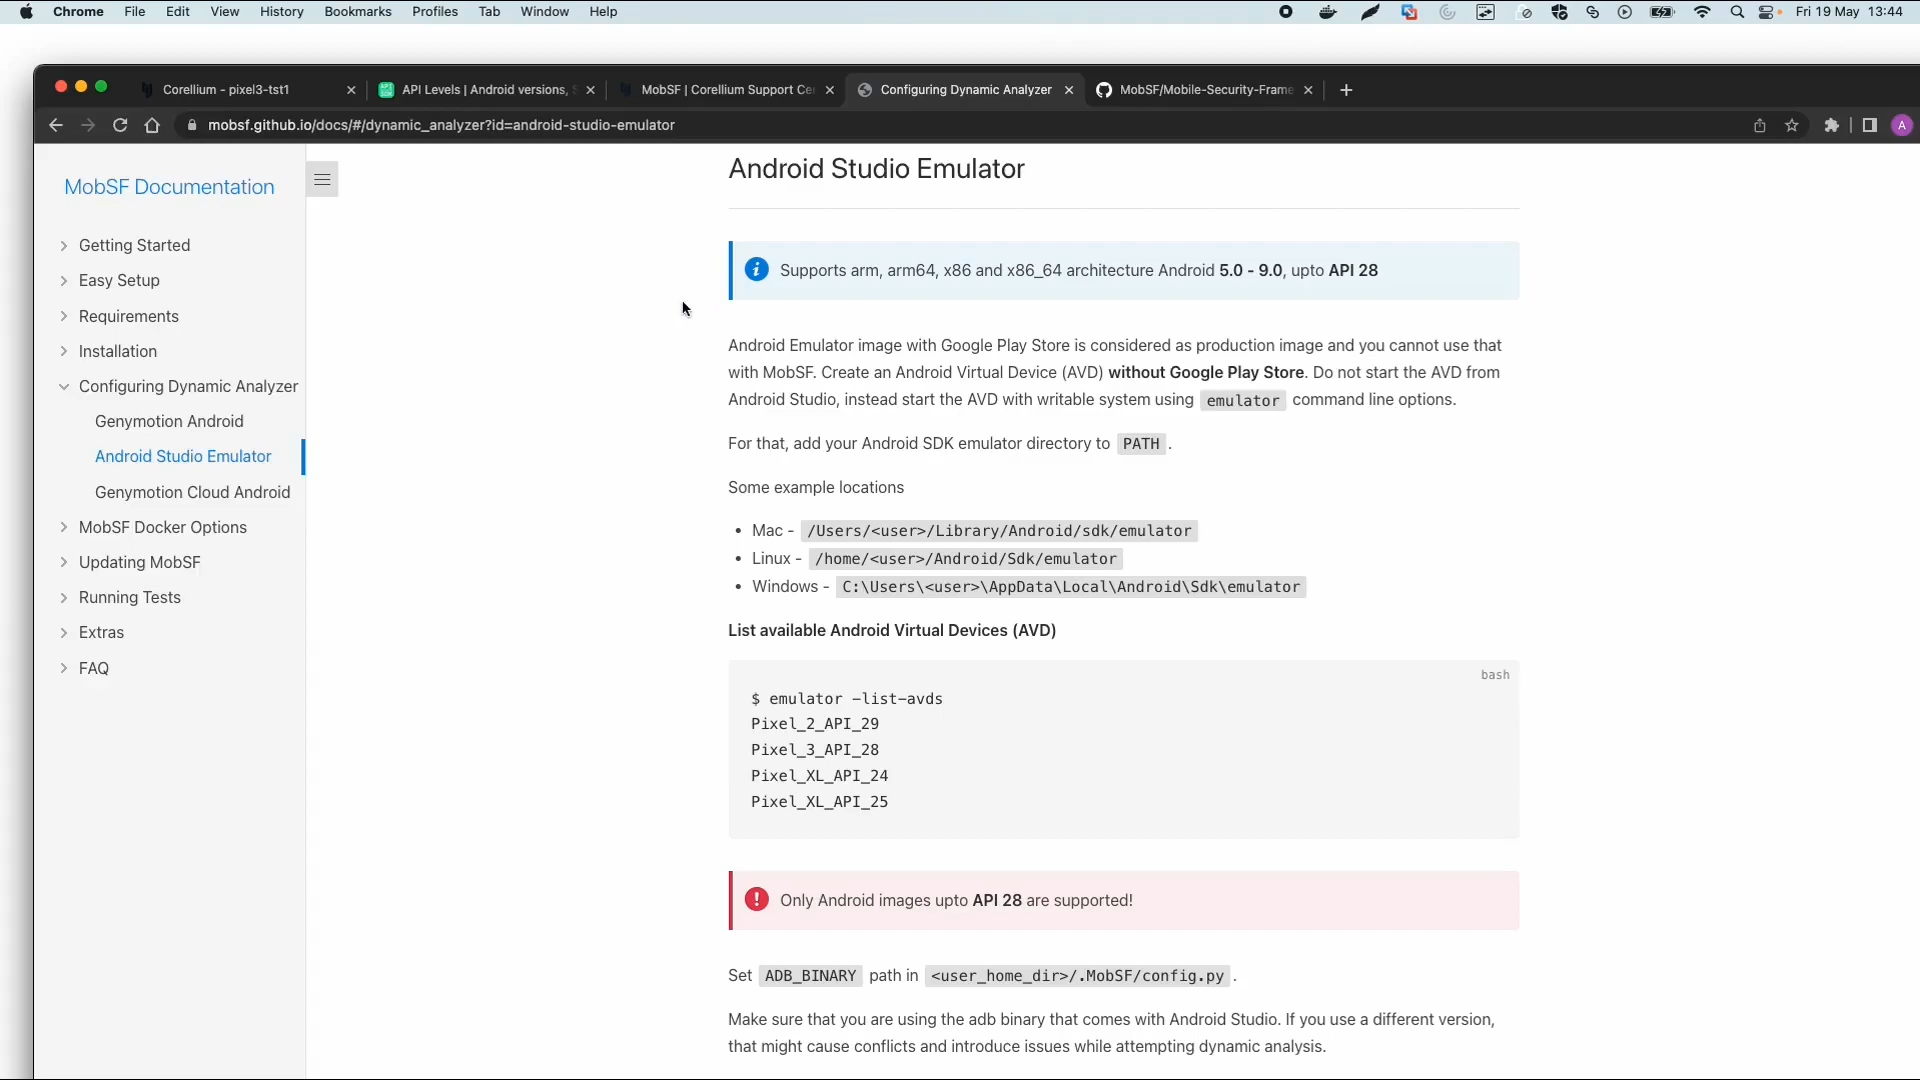 Chrome File Edit View History Bookmarks Profiles Tab Window Help Fri 19 May 13:44
Corellium - pixel3-tst1
API Levels | Android versions,
MobSF | Corellium Support Ce
Configuring Dynamic Analyzer
MobSF/Mobile-Security-Frame
mobsf.github.io/docs/#/dynamic_analyzer?id=android-studio-emulator
A
MobSF Documentation
Getting Started
Easy Setup
Requirements
Installation
Configuring Dynamic Analyzer
Genymotion Android
Android Studio Emulator
Genymotion Cloud Android
MobSF Docker Options
Updating MobSF
Running Tests
Extras
FAQ
Android Studio Emulator
Supports arm, arm64, x86 and x86_64 architecture Android 5.0 - 9.0, upto API 28
Android Emulator image with Google Play Store is considered as production image and you cannot use that
with MobSF. Create an Android Virtual Device (AVD) without Google Play Store. Do not start the AVD from
Android Studio, instead start the AVD with writable system using emulator command line options.
For that, add your Android SDK emulator directory to PATH .
Some example locations
• Mac - /Users/<user>/Library/Android/sdk/emulator
• Linux - /home/<user>/Android/Sdk/emulator
• Windows - C:\Users\<user>\AppData\Local\Android\Sdk\emulator
List available Android Virtual Devices (AVD)
bash
$ emulator -list-avds
Pixel_2_API_29
Pixel_3_API_28
Pixel_XL_API_24
Pixel_XL_API_25
Only Android images upto API 28 are supported!
Set ADB_BINARY path in <user_home_dir>/.MobSF/config.py .
Make sure that you are using the adb binary that comes with Android Studio. If you use a different version,
that might cause conflicts and introduce issues while attempting dynamic analysis.